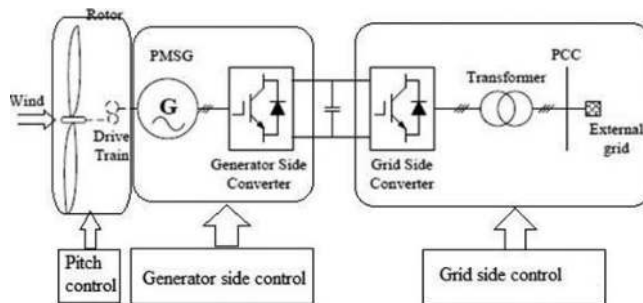 Rotor
Wind
Drive
Train
PMSG
G
Generator Side
Converter
Grid Side
Converter
Transformer
PCC
External
grid
Pitch
control
Generator side control
Grid side control